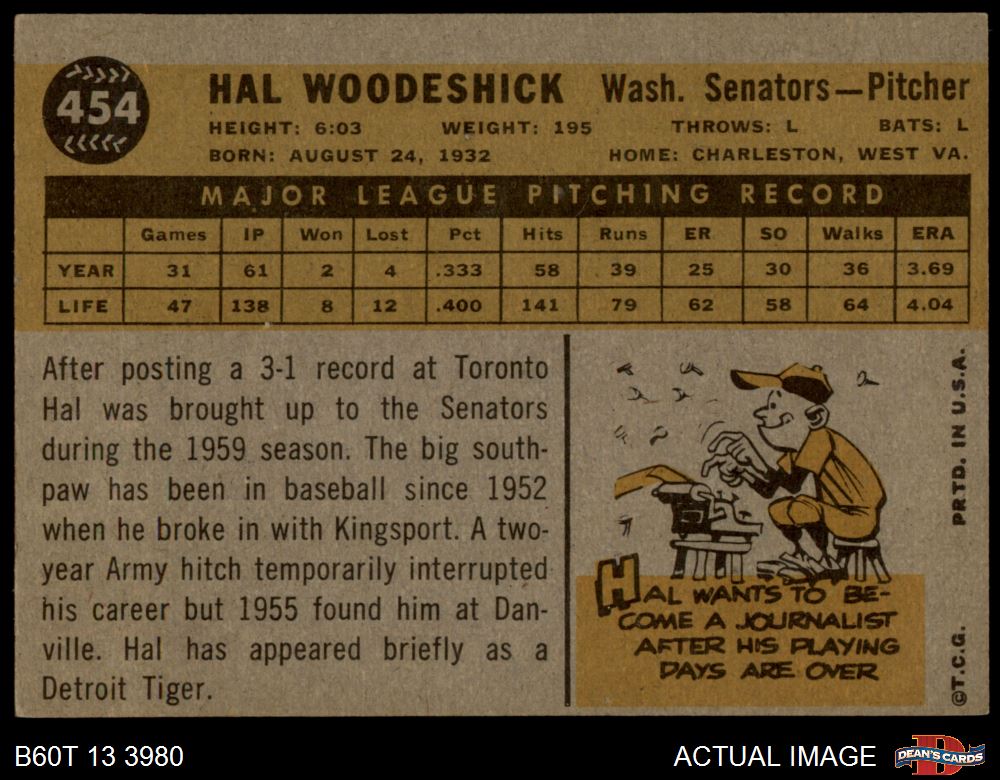 454
HAL WOODESHICK Wash. Senators—Pitcher
HEIGHT: 6:03 WEIGHT: 195 THROWS: L BATS: L
BORN: AUGUST 24, 1932 HOME: CHARLESTON, WEST VA.
MAJOR LEAGUE PITCHING RECORD
Games IP Won Lost Pct Hits Runs ER SO Walks ERA
YEAR 31 61 2 4 .333 58 39 25 30 36 3.69
LIFE 47 138 8 12 .400 141 79 62 58 64 4.04
After posting a 3-1 record at Toronto
Hal was brought up to the Senators
during the 1959 season. The big south-
paw has been in baseball since 1952
when he broke in with Kingsport. A two-
year Army hitch temporarily interrupted
his career but 1955 found him at Dan-
ville. Hal has appeared briefly as a
Detroit Tiger.
HAL WANTS TO BE-
COME A JOURNALIST
AFTER HIS PLAYING
DAYS ARE OVER
©T.C.G. PRTD. IN U.S.A.
B60T 13 3980
ACTUAL IMAGE
DEAN'S CARDS